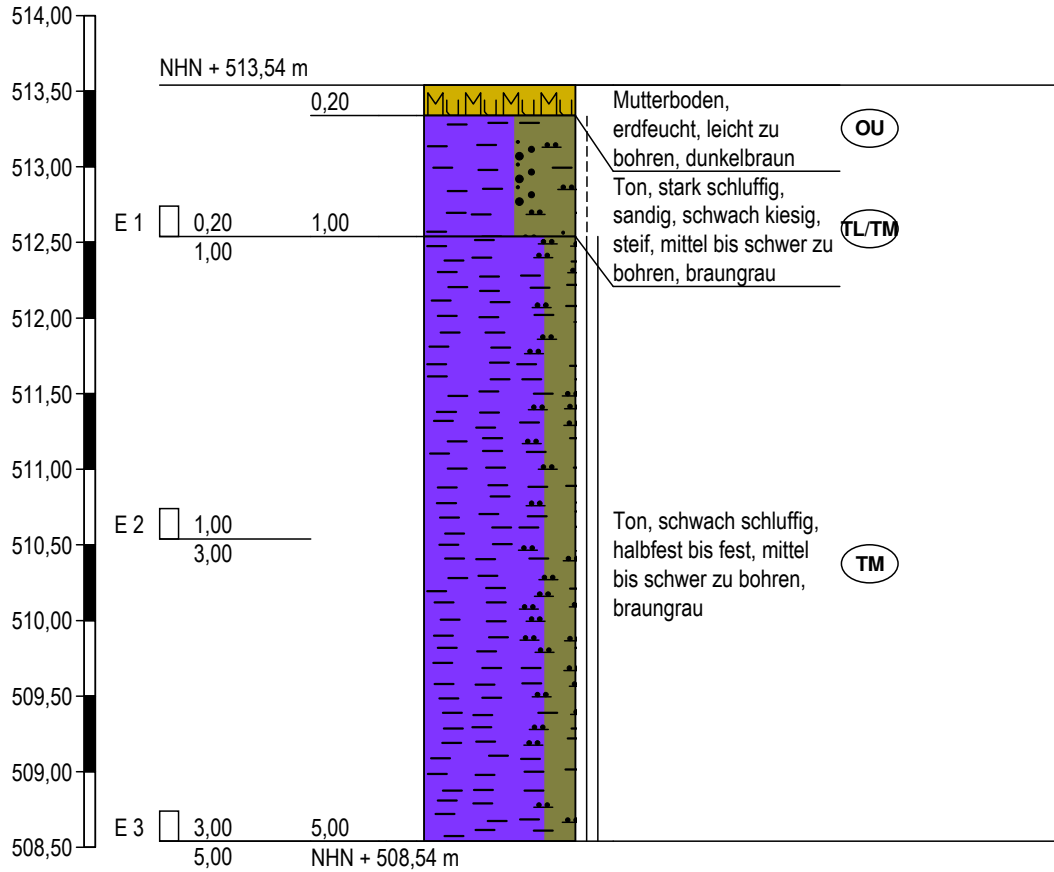 514,00
NHN + 513,54 m
513,50
0,20
Mutterboden,
erdfeucht, leicht zu
bohren, dunkelbraun
OU
513,00
Ton, stark schluffig,
sandig, schwach kiesig,
steif, mittel bis schwer zu
bohren, braungrau
TL/TM
E 1 0,20 1,00
1,00
512,50
512,00
511,50
511,00
E 2 1,00
3,00
510,50
Ton, schwach schluffig,
halbfest bis fest, mittel
bis schwer zu bohren,
braungrau
TM
510,00
509,50
509,00
E 3 3,00 5,00
508,50
5,00 NHN + 508,54 m